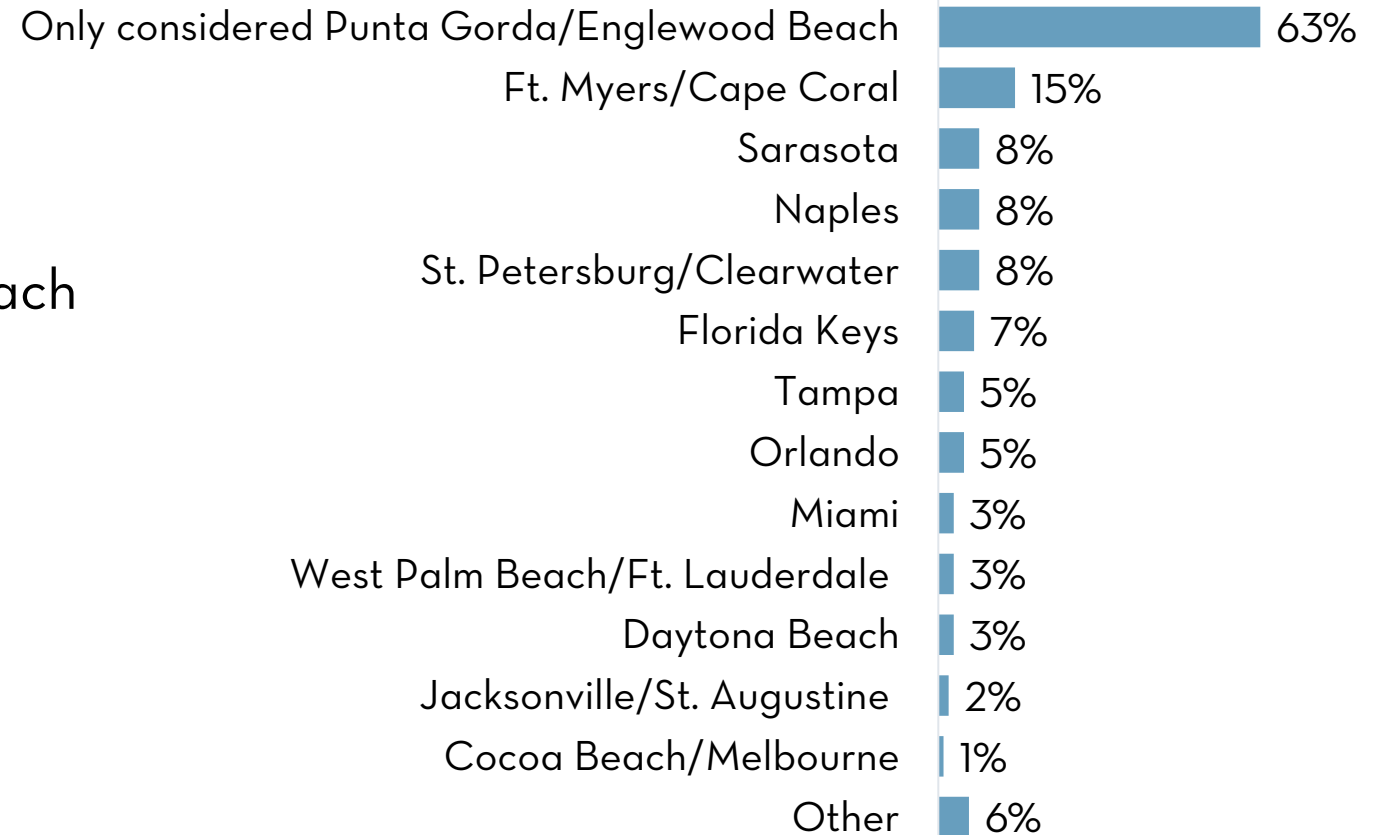 Only considered Punta Gorda/Englewood Beach 63%
Ft. Myers/Cape Coral 15%
Sarasota 8%
Naples 8%
St. Petersburg/Clearwater 8%
ach
Florida Keys 7%
Tampa 5%
Orlando 5%
Miami 3%
West Palm Beach/Ft. Lauderdale 3%
Daytona Beach 3%
Jacksonville/St. Augustine 2%
Cocoa Beach/Melbourne 1%
Other 6%